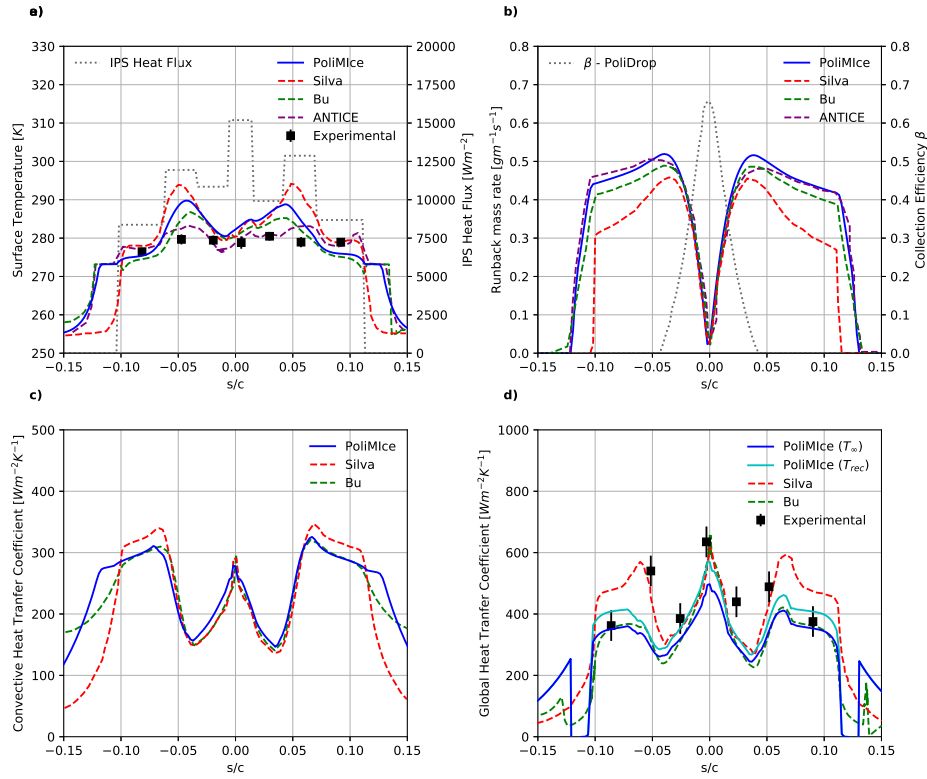 a)
330
320
310
300
290
280
270
260
250
Surface Temperature [K]
−0.15 −0.10 −0.05 0.00 0.05 0.10 0.15
s/c
20000
17500
15000
12500
10000
7500
5000
2500
0
IPS Heat Flux [Wm−2]
IPS Heat Flux
PoliMIce
Silva
Bu
ANTICE
Experimental
b)
0.8
0.7
0.6
0.5
0.4
0.3
0.2
0.1
0.0
Runback mass rate [gm−1s−1]
−0.15 −0.10 −0.05 0.00 0.05 0.10 0.15
s/c
0.8
0.7
0.6
0.5
0.4
0.3
0.2
0.1
0.0
Collection Efficiency β
β - PoliDrop
PoliMIce
Silva
Bu
ANTICE
c)
500
400
300
200
100
0
Convective Heat Tranfer Coefficient [Wm−2K−1]
−0.15 −0.10 −0.05 0.00 0.05 0.10 0.15
s/c
PoliMIce
Silva
Bu
d)
1000
800
600
400
200
0
Global Heat Tranfer Coefficient [Wm−2K−1]
−0.15 −0.10 −0.05 0.00 0.05 0.10 0.15
s/c
PoliMIce (T∞)
PoliMIce (Trec)
Silva
Bu
Experimental